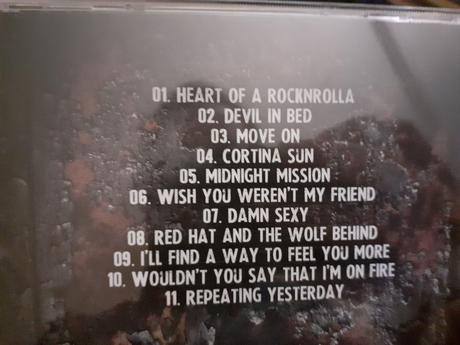 01. HEART OF A ROCKNROLLA
02. DEVIL IN BED
03. MOVE ON
04. CORTINA SUN
05. MIDNIGHT MISSION
06. WISH YOU WEREN'T MY FRIEND
07. DAMN SEXY
08. RED HAT AND THE WOLF BEHIND
09. I'LL FIND A WAY TO FEEL YOU MORE
10. WOULDN'T YOU SAY THAT I'M ON FIRE
11. REPEATING YESTERDAY